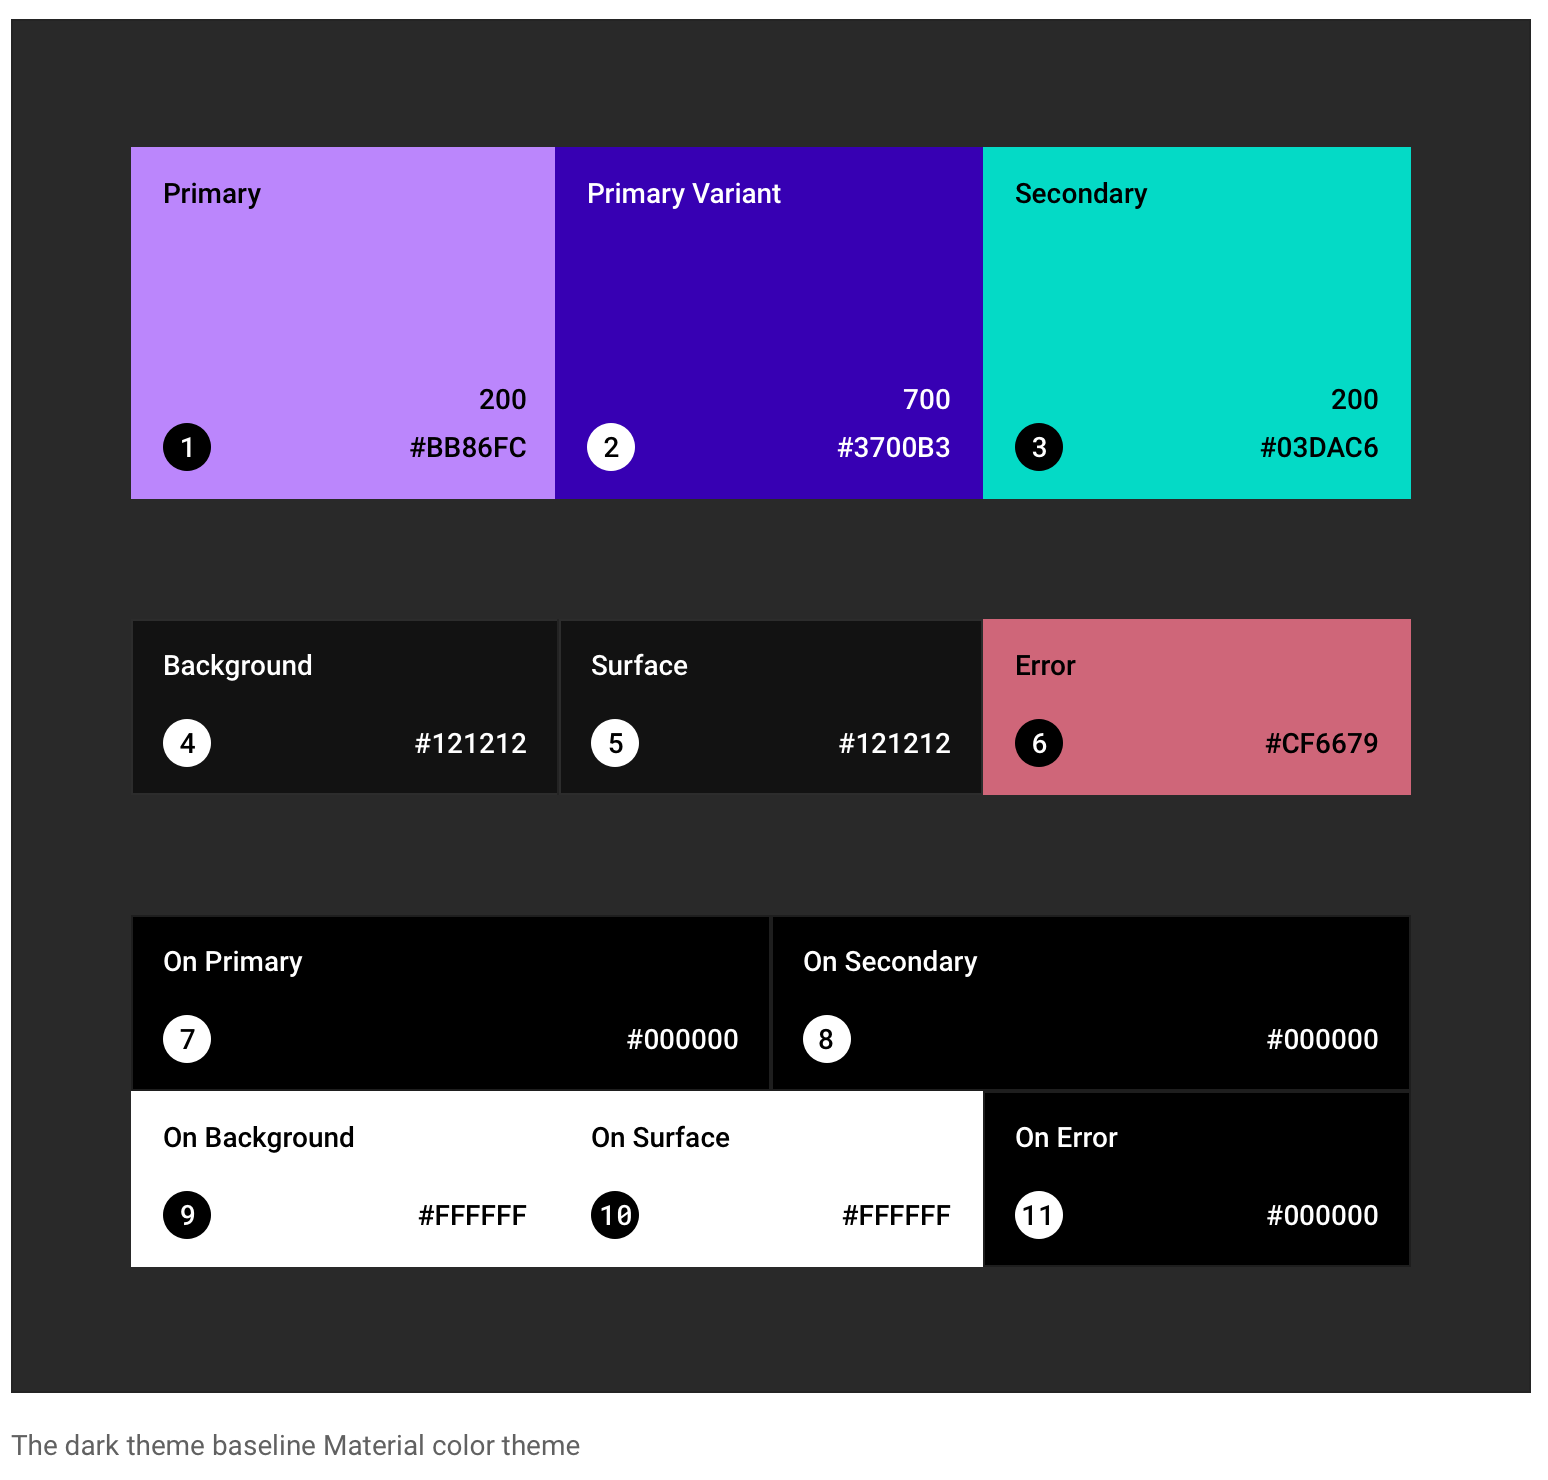 Primary
200
1
#BB86FC
Primary Variant
700
2
#3700B3
Secondary
200
3
#03DAC6
Background
4
#121212
Surface
5
#121212
Error
6
#CF6679
On Primary
7
#000000
On Secondary
8
#000000
On Background
9
#FFFFFF
On Surface
10
#FFFFFF
On Error
11
#000000
The dark theme baseline Material color theme